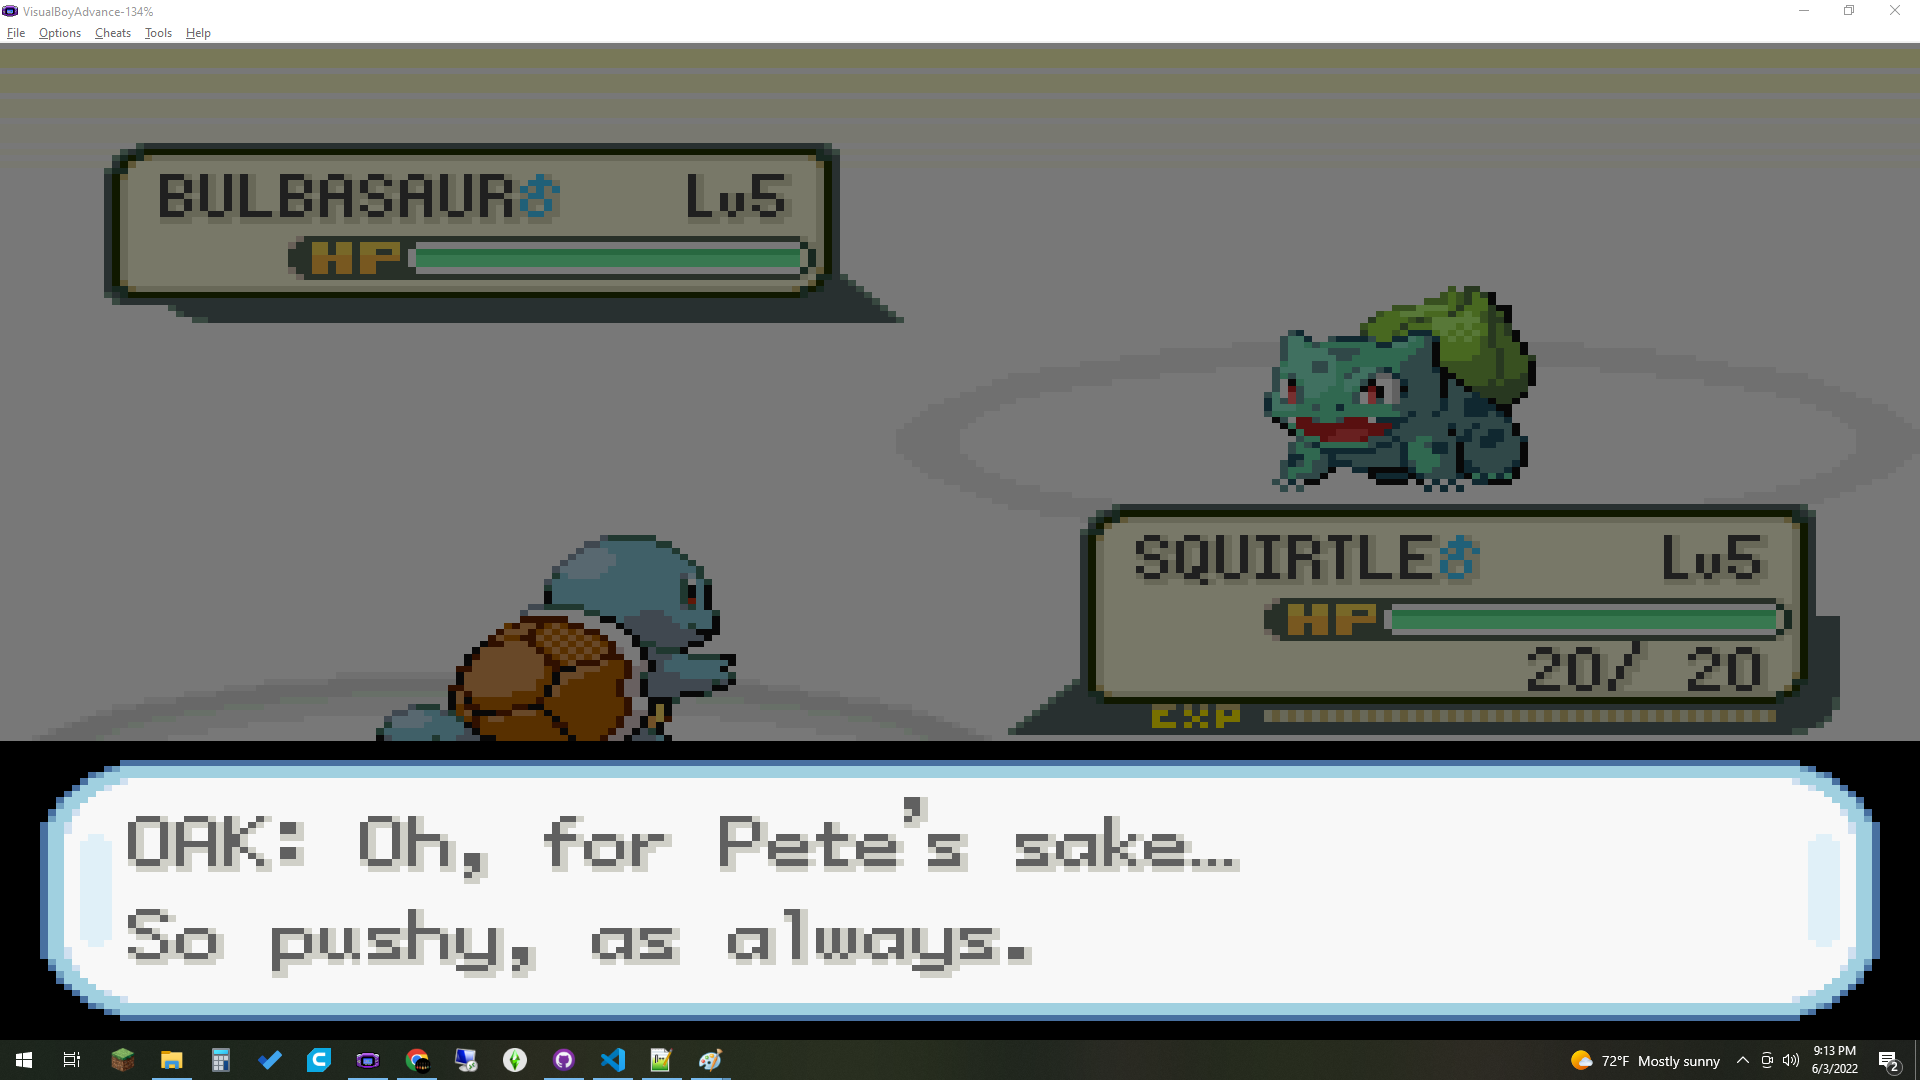 VisualBoyAdvance-134%
File Options Cheats Tools Help
BULBASAUR♂ Lv5
HP
SQUIRTLE♂ Lv5
HP
20/ 20
EXP
OAK: Oh, for Pete's sake…
So pushy, as always.
72°F Mostly sunny
9:13 PM
6/3/2022
2